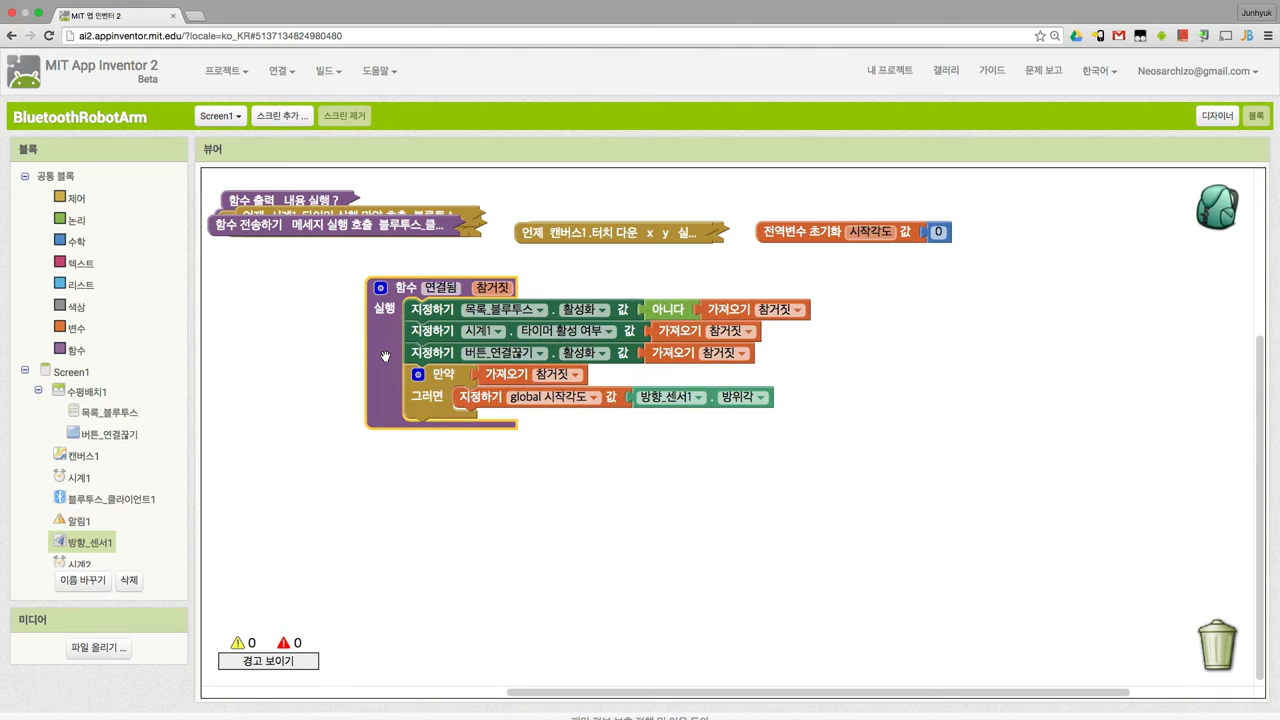 MIT 앱 인벤터 2
Junhyuk
ai2.appinventor.mit.edu/?locale=ko_KR#5137134824980480
MIT App Inventor 2
Beta
프로젝트 연결 빌드 도움말
내 프로젝트 갤러리 가이드 문제 보고 한국어 Neosarchizo@gmail.com
BluetoothRobotArm
Screen1 스크린 추가 ... 스크린 제거
디자이너 블록
블록
뷰어
공통 블록
제어
논리
수학
텍스트
리스트
색상
변수
함수
Screen1
수평배치1
목록_블루투스
버튼_연결끊기
캔버스1
시계1
블루투스_클라이언트1
알림1
방향_센서1
시계2
이름 바꾸기 삭제
미디어
파일 올리기 ...
함수 출력 내용 실행 ?
함수 전송하기 메세지 실행 호출 블루투스_클...
언제 캔버스1.터치 다운 x y 실...
전역변수 초기화 시작각도 값 0
함수 연결됨 참거짓
실행 지정하기 목록_블루투스 . 활성화 값 아니다 가져오기 참거짓
지정하기 시계1 . 타이머 활성 여부 값 가져오기 참거짓
지정하기 버튼_연결끊기 . 활성화 값 가져오기 참거짓
만약 가져오기 참거짓
그러면 지정하기 global 시작각도 값 방향_센서1 . 방위각
0 0
경고 보이기